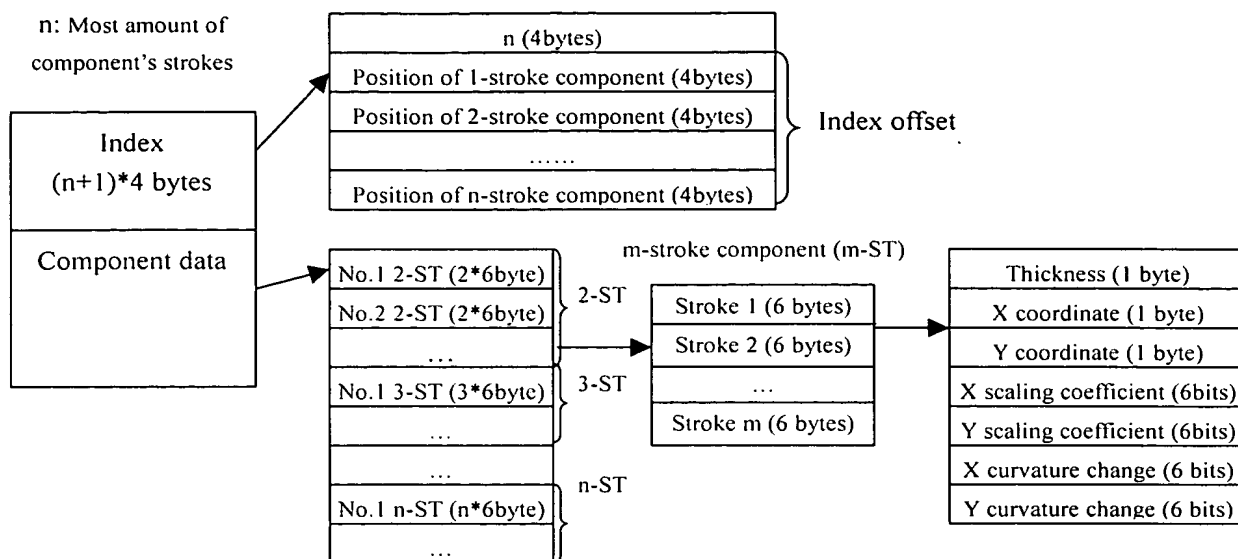 n: Most amount of
component's strokes
Index
(n+1)*4 bytes
Component data
n (4bytes)
Position of 1-stroke component (4bytes)
Position of 2-stroke component (4bytes)
......
Position of n-stroke component (4bytes)
Index offset
No.1 2-ST (2*6byte)
No.2 2-ST (2*6byte)
...
No.1 3-ST (3*6byte)
...
...
No.1 n-ST (n*6byte)
...
2-ST
3-ST
n-ST
m-stroke component (m-ST)
Stroke 1 (6 bytes)
Stroke 2 (6 bytes)
...
Stroke m (6 bytes)
Thickness (1 byte)
X coordinate (1 byte)
Y coordinate (1 byte)
X scaling coefficient (6bits)
Y scaling coefficient (6bits)
X curvature change (6 bits)
Y curvature change (6 bits)